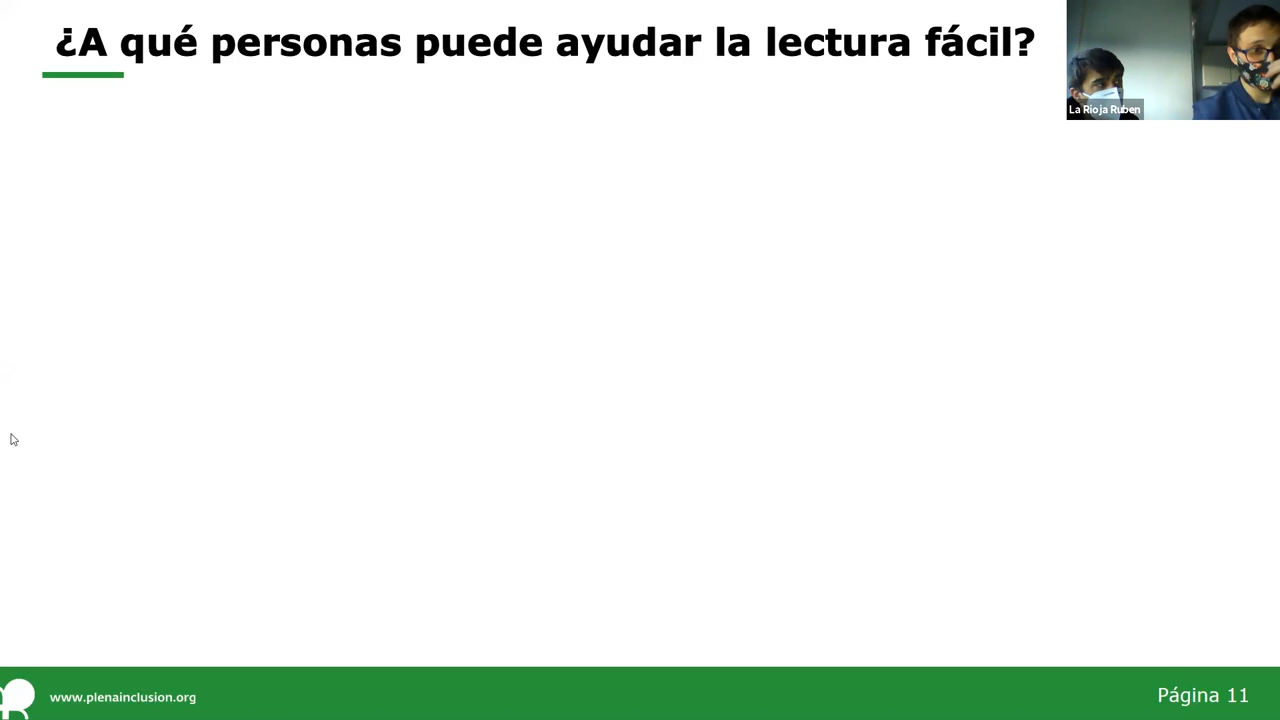 ¿A qué personas puede ayudar la lectura fácil?
La Rioja Ruben
www.plenainclusion.org
Página 11